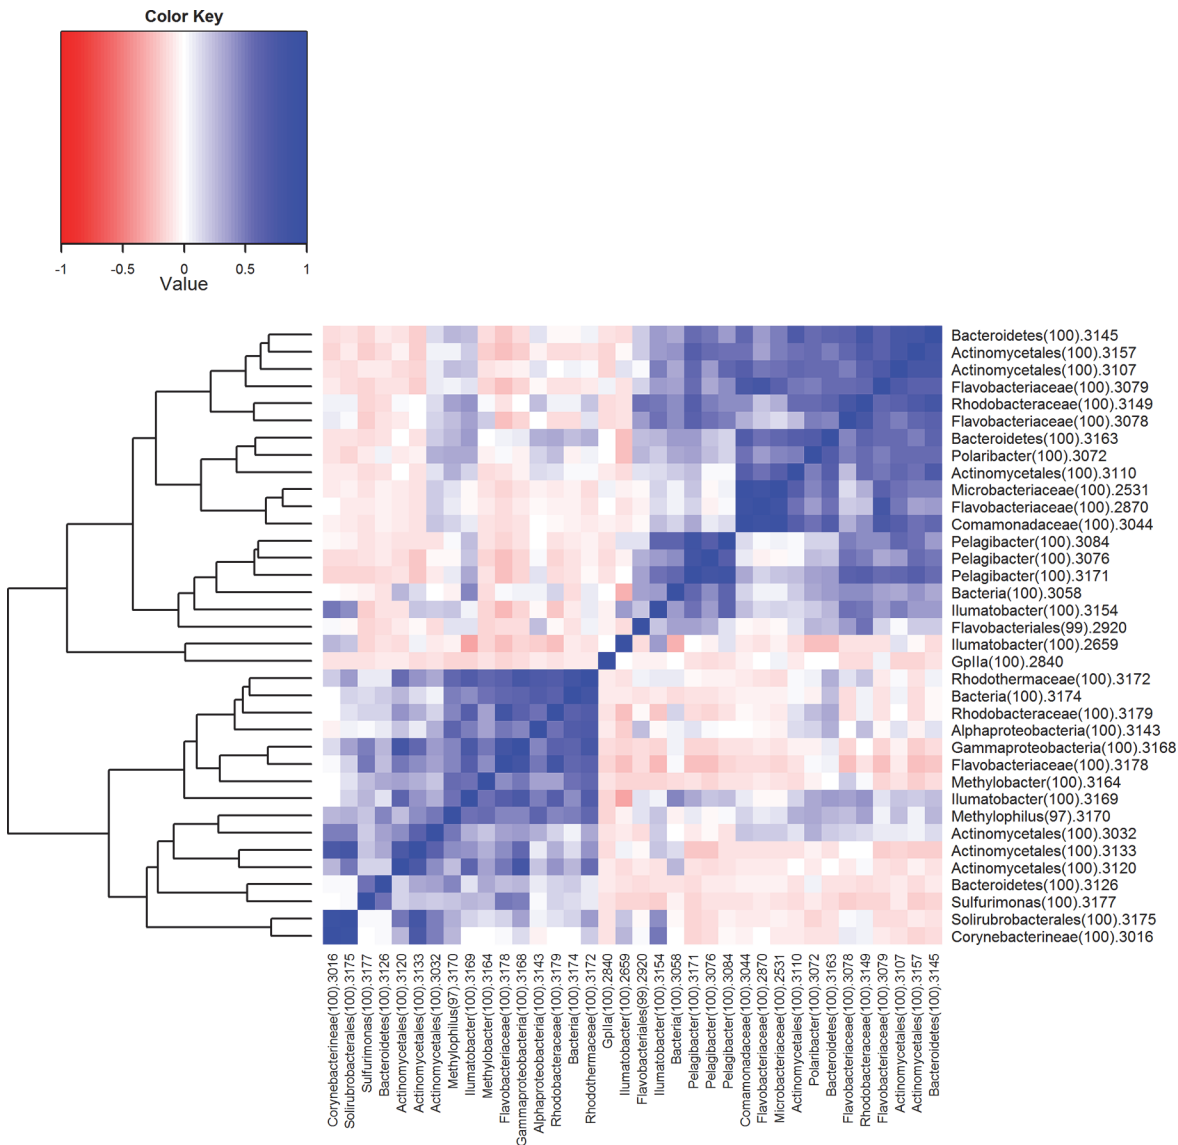 Color Key
-1 -0.5 0 0.5 1
Value
Bacteroidetes(100).3145
Actinomycetales(100).3157
Actinomycetales(100).3107
Flavobacteriaceae(100).3079
Rhodobacteraceae(100).3149
Flavobacteriaceae(100).3078
Bacteroidetes(100).3163
Polaribacter(100).3072
Actinomycetales(100).3110
Microbacteriaceae(100).2531
Flavobacteriaceae(100).2870
Comamonadaceae(100).3044
Pelagibacter(100).3084
Pelagibacter(100).3076
Pelagibacter(100).3171
Bacteria(100).3058
Ilumatobacter(100).3154
Flavobacteriales(99).2920
Ilumatobacter(100).2659
GpIIa(100).2840
Rhodothermaceae(100).3172
Bacteria(100).3174
Rhodobacteraceae(100).3179
Alphaproteobacteria(100).3143
Gammaproteobacteria(100).3168
Flavobacteriaceae(100).3178
Methylobacter(100).3164
Ilumatobacter(100).3169
Methylophilus(97).3170
Actinomycetales(100).3032
Actinomycetales(100).3133
Actinomycetales(100).3120
Bacteroidetes(100).3126
Sulfurimonas(100).3177
Solirubrobacterales(100).3175
Corynebacterineae(100).3016
Corynebacterineae(100).3016
Solirubrobacterales(100).3175
Sulfurimonas(100).3177
Bacteroidetes(100).3126
Actinomycetales(100).3120
Actinomycetales(100).3133
Actinomycetales(100).3032
Methylophilus(97).3170
Ilumatobacter(100).3169
Methylobacter(100).3164
Flavobacteriaceae(100).3178
Gammaproteobacteria(100).3168
Alphaproteobacteria(100).3143
Rhodobacteraceae(100).3179
Bacteria(100).3174
Rhodothermaceae(100).3172
GpIIa(100).2840
Ilumatobacter(100).2659
Flavobacteriales(99).2920
Ilumatobacter(100).3154
Bacteria(100).3058
Pelagibacter(100).3171
Pelagibacter(100).3076
Pelagibacter(100).3084
Comamonadaceae(100).3044
Flavobacteriaceae(100).2870
Microbacteriaceae(100).2531
Actinomycetales(100).3110
Polaribacter(100).3072
Bacteroidetes(100).3163
Flavobacteriaceae(100).3078
Rhodobacteraceae(100).3149
Flavobacteriaceae(100).3079
Actinomycetales(100).3107
Actinomycetales(100).3157
Bacteroidetes(100).3145